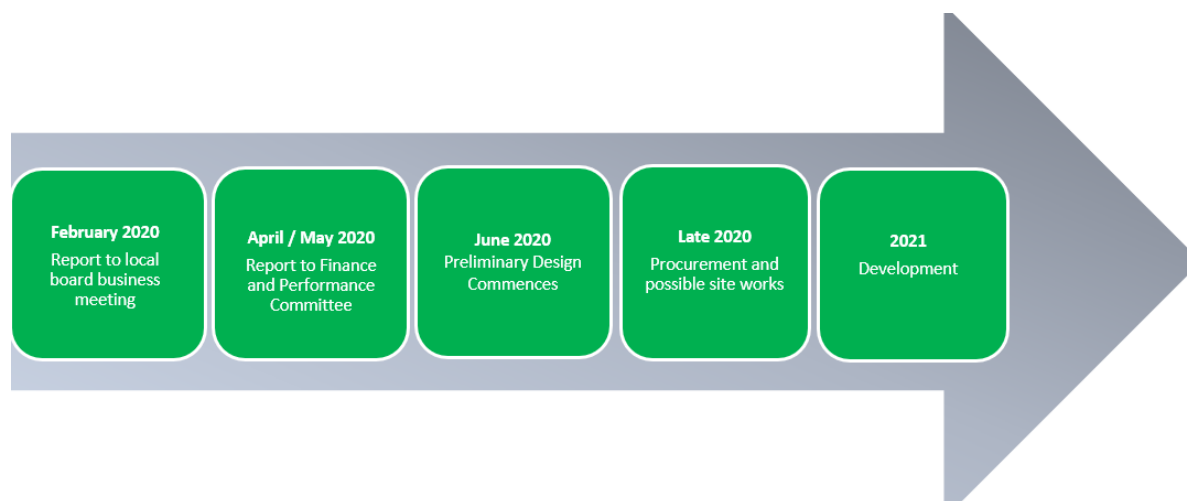 February 2020
Report to local
board business
meeting
April / May 2020
Report to Finance
and Performance
Committee
June 2020
Preliminary Design
Commences
Late 2020
Procurement and
possible site works
2021
Development